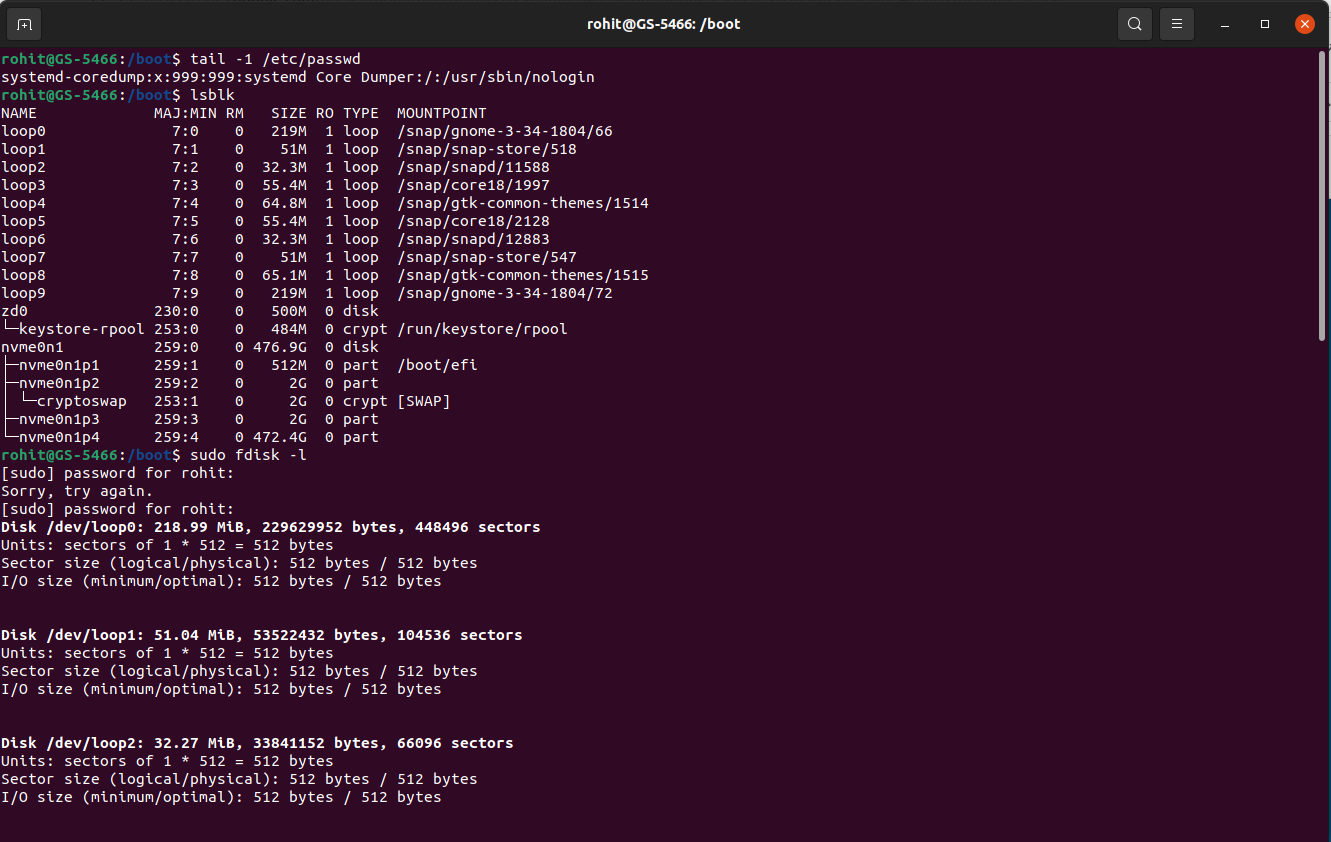 rohit@GS-5466: /boot
rohit@GS-5466:/boot$ tail -1 /etc/passwd
systemd-coredump:x:999:999:systemd Core Dumper:/:/usr/sbin/nologin
rohit@GS-5466:/boot$ lsblk
NAME             MAJ:MIN RM   SIZE RO TYPE  MOUNTPOINT
loop0              7:0    0   219M  1 loop  /snap/gnome-3-34-1804/66
loop1              7:1    0    51M  1 loop  /snap/snap-store/518
loop2              7:2    0  32.3M  1 loop  /snap/snapd/11588
loop3              7:3    0  55.4M  1 loop  /snap/core18/1997
loop4              7:4    0  64.8M  1 loop  /snap/gtk-common-themes/1514
loop5              7:5    0  55.4M  1 loop  /snap/core18/2128
loop6              7:6    0  32.3M  1 loop  /snap/snapd/12883
loop7              7:7    0    51M  1 loop  /snap/snap-store/547
loop8              7:8    0  65.1M  1 loop  /snap/gtk-common-themes/1515
loop9              7:9    0   219M  1 loop  /snap/gnome-3-34-1804/72
zd0              230:0    0   500M  0 disk
└─keystore-rpool 253:0    0   484M  0 crypt /run/keystore/rpool
nvme0n1          259:0    0 476.9G  0 disk
├─nvme0n1p1      259:1    0   512M  0 part  /boot/efi
├─nvme0n1p2      259:2    0     2G  0 part
│ └─cryptoswap   253:1    0     2G  0 crypt [SWAP]
├─nvme0n1p3      259:3    0     2G  0 part
└─nvme0n1p4      259:4    0 472.4G  0 part
rohit@GS-5466:/boot$ sudo fdisk -l
[sudo] password for rohit:
Sorry, try again.
[sudo] password for rohit:
Disk /dev/loop0: 218.99 MiB, 229629952 bytes, 448496 sectors
Units: sectors of 1 * 512 = 512 bytes
Sector size (logical/physical): 512 bytes / 512 bytes
I/O size (minimum/optimal): 512 bytes / 512 bytes
Disk /dev/loop1: 51.04 MiB, 53522432 bytes, 104536 sectors
Units: sectors of 1 * 512 = 512 bytes
Sector size (logical/physical): 512 bytes / 512 bytes
I/O size (minimum/optimal): 512 bytes / 512 bytes
Disk /dev/loop2: 32.27 MiB, 33841152 bytes, 66096 sectors
Units: sectors of 1 * 512 = 512 bytes
Sector size (logical/physical): 512 bytes / 512 bytes
I/O size (minimum/optimal): 512 bytes / 512 bytes